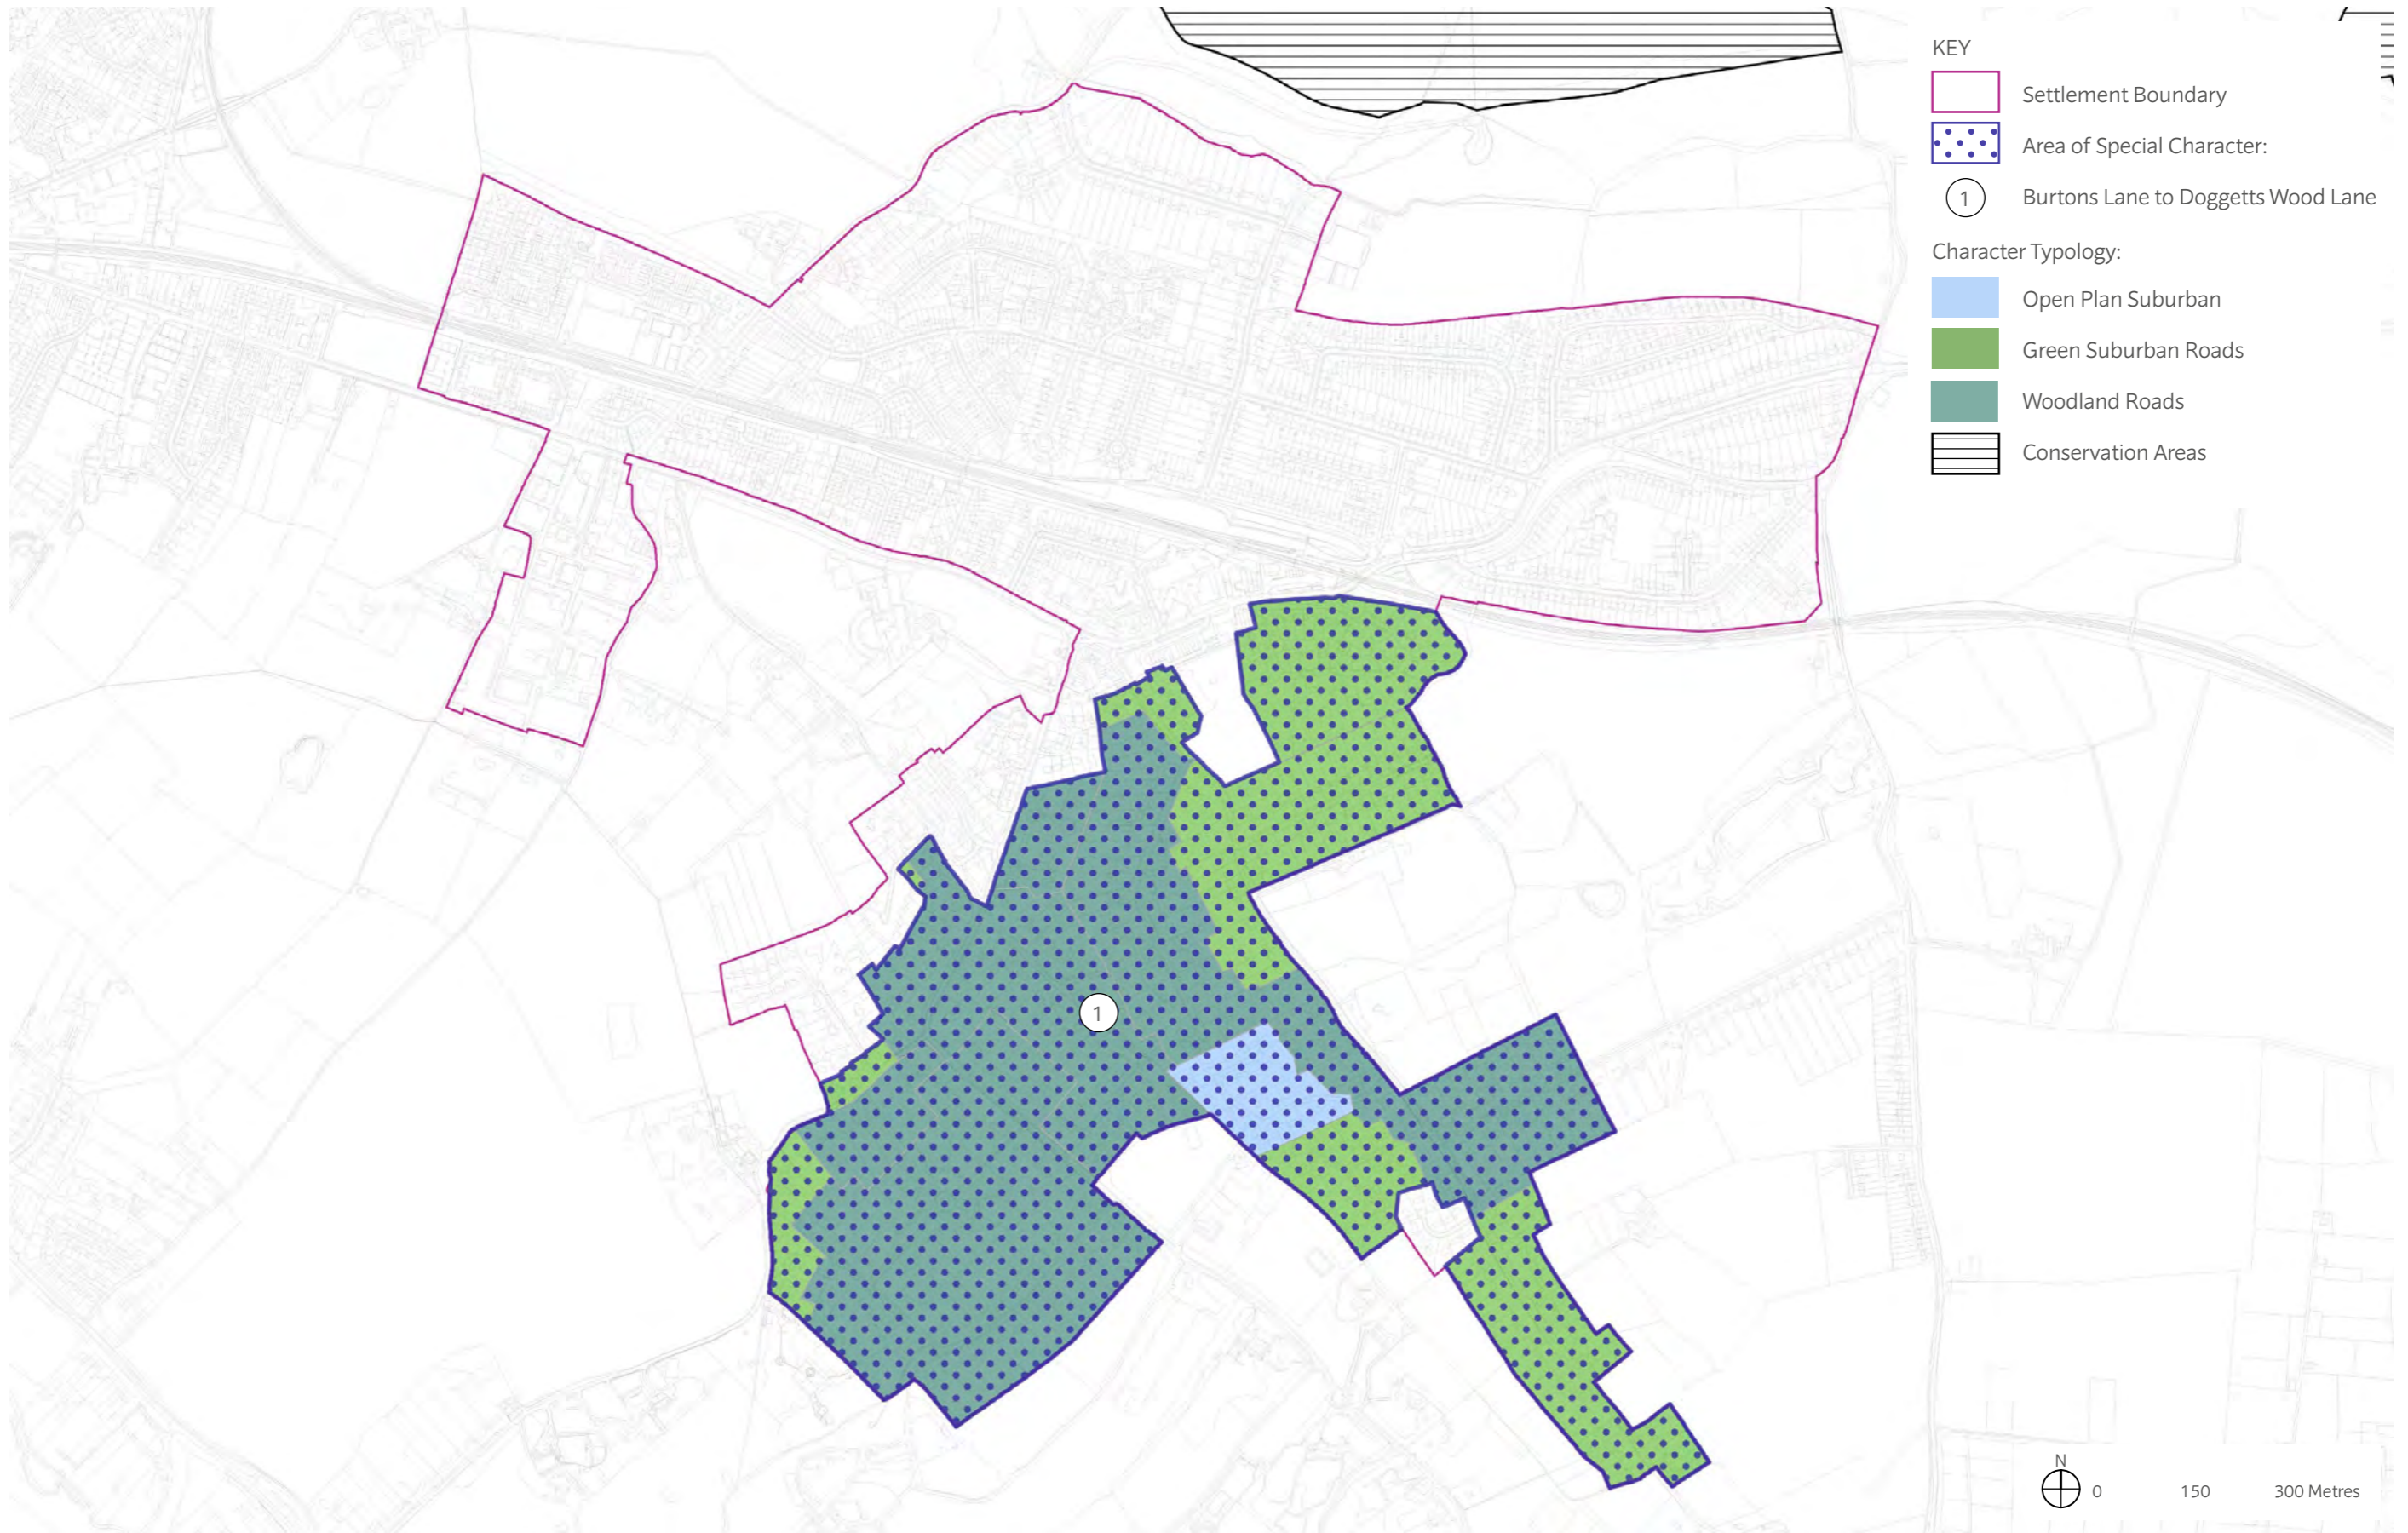 KEY
Settlement Boundary
Area of Special Character:
1 Burtons Lane to Doggetts Wood Lane
Character Typology:
Open Plan Suburban
Green Suburban Roads
Woodland Roads
Conservation Areas
1
N
0 150 300 Metres